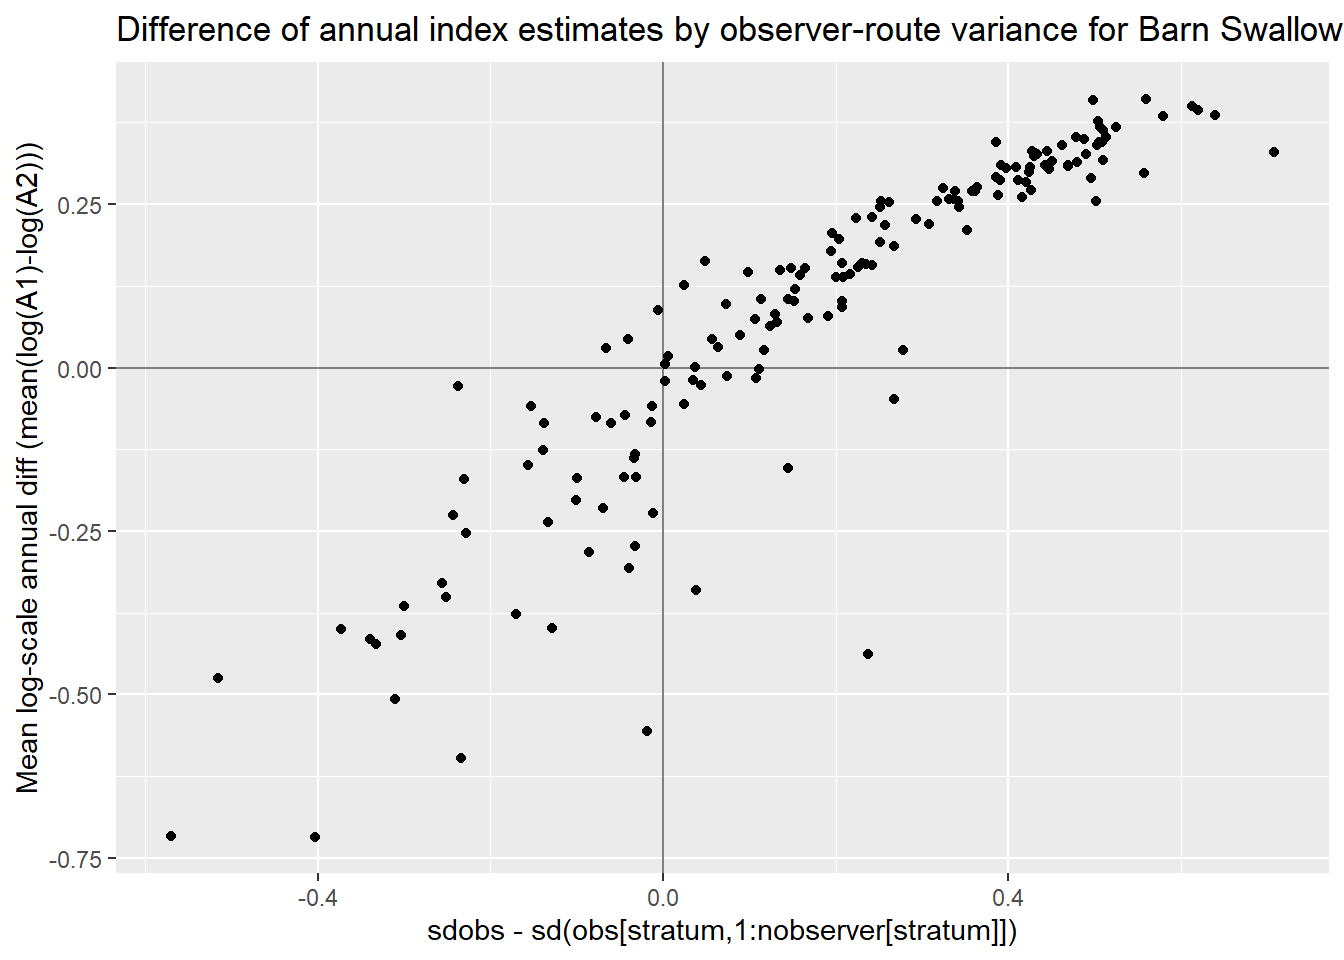 Difference of annual index estimates by observer-route variance for Barn Swallow
Mean log-scale annual diff (mean(log(A1)-log(A2)))
0.25
0.00
-0.25
-0.50
-0.75
-0.4
0.0
0.4
sdobs - sd(obs[stratum,1:nobserver[stratum]])